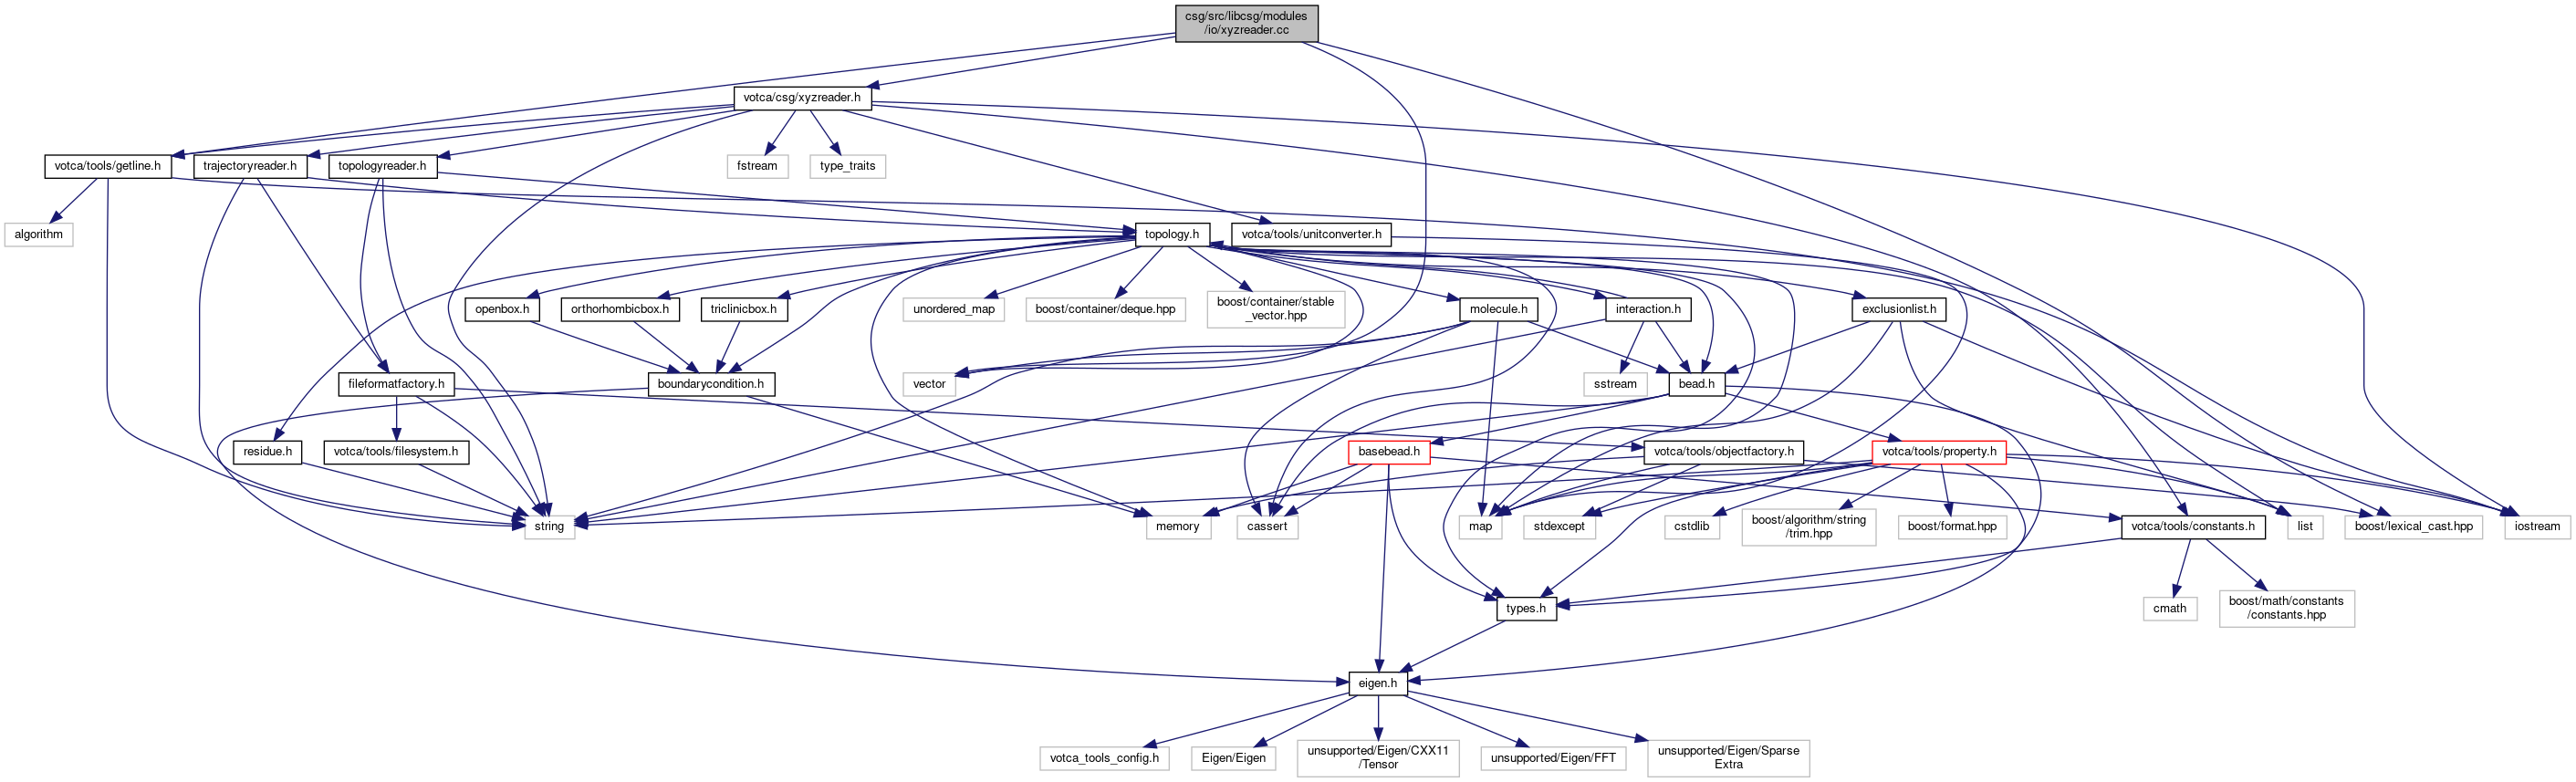 csg/src/libcsg/modules
/io/xyzreader.cc
votca/csg/xyzreader.h
votca/tools/getline.h
trajectoryreader.h
topologyreader.h
fstream
type_traits
algorithm
topology.h
votca/tools/unitconverter.h
openbox.h
orthorhombicbox.h
triclinicbox.h
unordered_map
boost/container/deque.hpp
boost/container/stable
_vector.hpp
molecule.h
interaction.h
exclusionlist.h
fileformatfactory.h
boundarycondition.h
vector
sstream
bead.h
residue.h
votca/tools/filesystem.h
basebead.h
votca/tools/objectfactory.h
votca/tools/property.h
string
memory
cassert
map
stdexcept
cstdlib
boost/algorithm/string
/trim.hpp
boost/format.hpp
votca/tools/constants.h
list
boost/lexical_cast.hpp
iostream
types.h
cmath
boost/math/constants
/constants.hpp
eigen.h
votca_tools_config.h
Eigen/Eigen
unsupported/Eigen/CXX11
/Tensor
unsupported/Eigen/FFT
unsupported/Eigen/Sparse
Extra